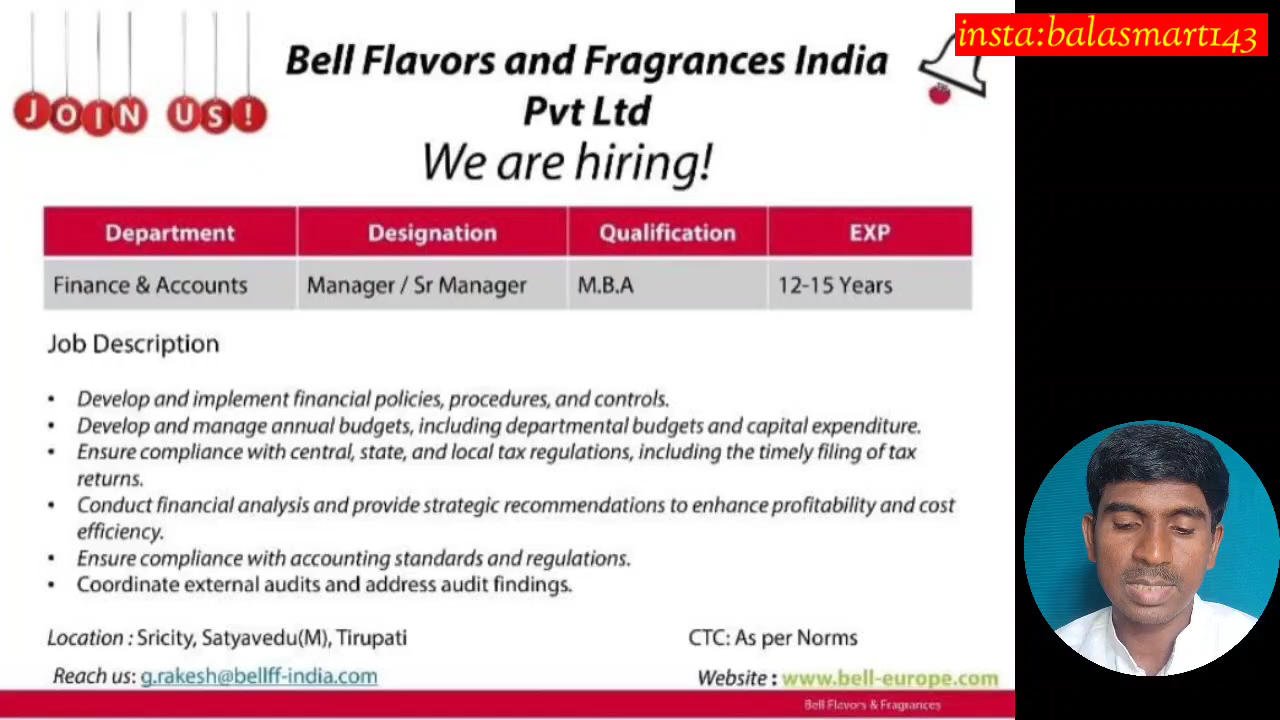 insta:balasmart143
JOIN US!
Bell Flavors and Fragrances India
Pvt Ltd
We are hiring!
Department Designation Qualification EXP
Finance & Accounts Manager / Sr Manager M.B.A 12-15 Years
Job Description
• Develop and implement financial policies, procedures, and controls.
• Develop and manage annual budgets, including departmental budgets and capital expenditure.
• Ensure compliance with central, state, and local tax regulations, including the timely filing of tax
returns.
• Conduct financial analysis and provide strategic recommendations to enhance profitability and cost
efficiency.
• Ensure compliance with accounting standards and regulations.
• Coordinate external audits and address audit findings.
Location : Sricity, Satyavedu(M), Tirupati CTC: As per Norms
Reach us: g.rakesh@bellff-india.com Website : www.bell-europe.com
Bell Flavors & Fragrances